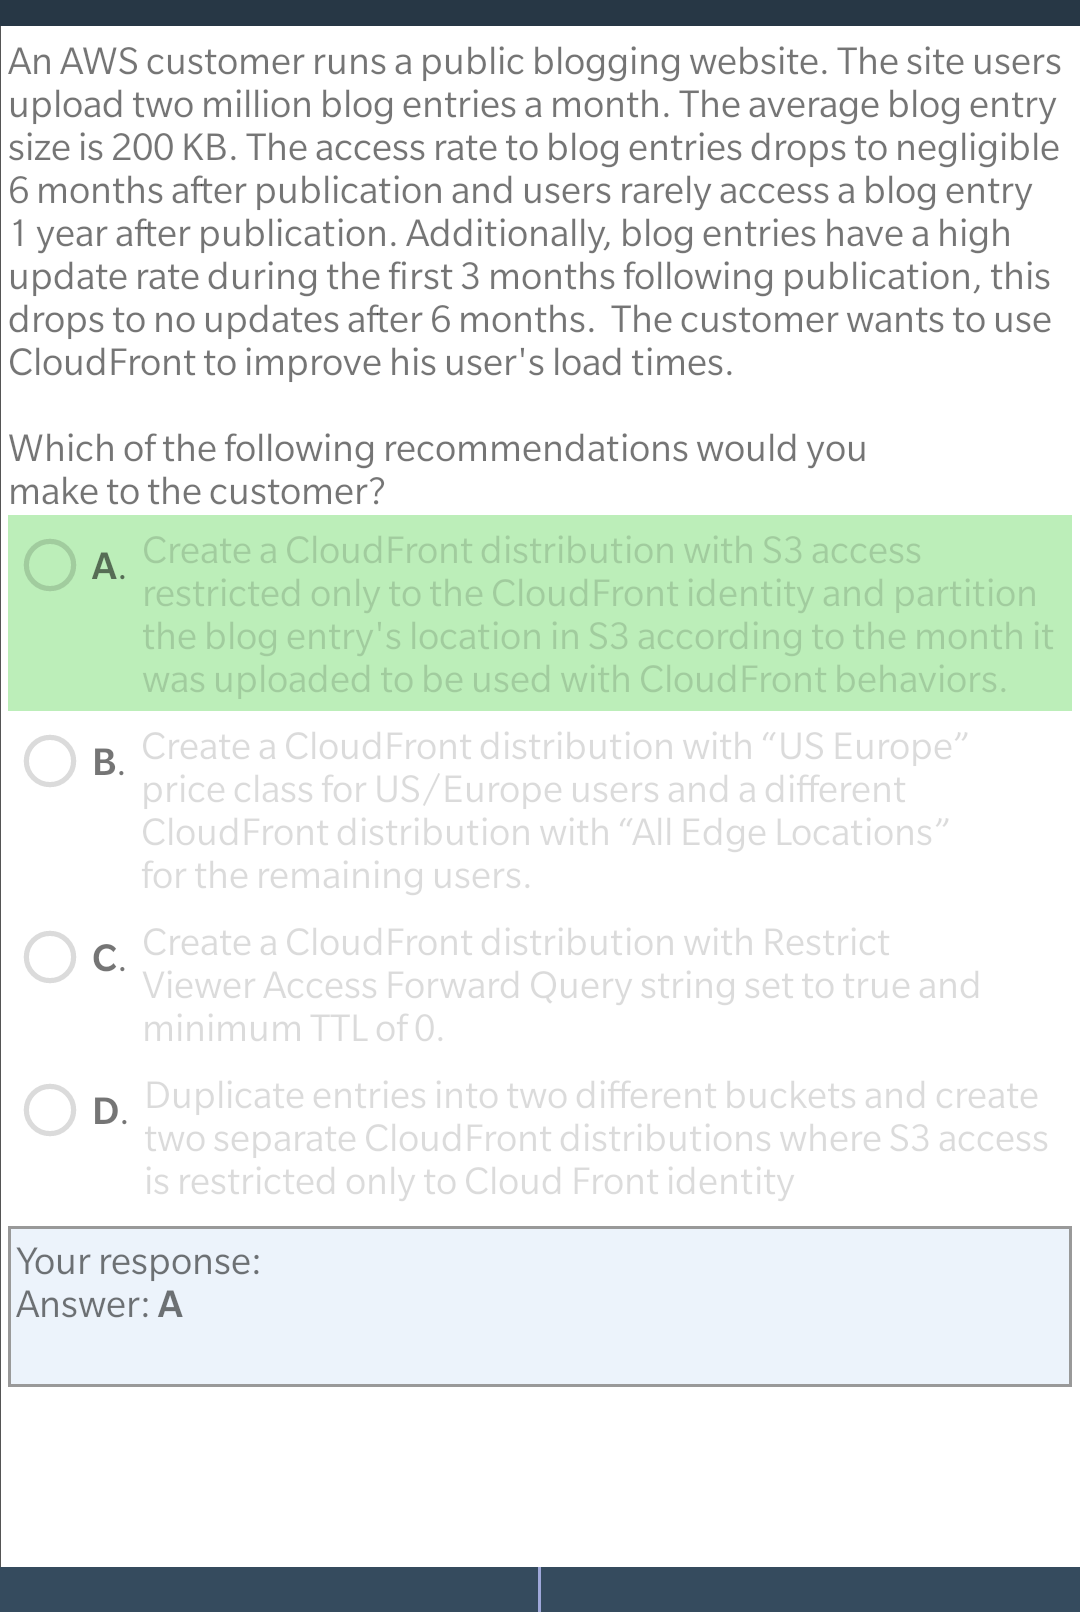 An AWS customer runs a public blogging website. The site users
upload two million blog entries a month. The average blog entry
size is 200 KB. The access rate to blog entries drops to negligible
6 months after publication and users rarely access a blog entry
1 year after publication. Additionally, blog entries have a high
update rate during the first 3 months following publication, this
drops to no updates after 6 months.  The customer wants to use
CloudFront to improve his user's load times.
Which of the following recommendations would you
make to the customer?
A. Create a CloudFront distribution with S3 access
restricted only to the CloudFront identity and partition
the blog entry's location in S3 according to the month it
was uploaded to be used with CloudFront behaviors.
B. Create a CloudFront distribution with “US Europe”
price class for US/Europe users and a different
CloudFront distribution with “All Edge Locations”
for the remaining users.
C. Create a CloudFront distribution with Restrict
Viewer Access Forward Query string set to true and
minimum TTL of 0.
D. Duplicate entries into two different buckets and create
two separate CloudFront distributions where S3 access
is restricted only to Cloud Front identity
Your response:
Answer: A